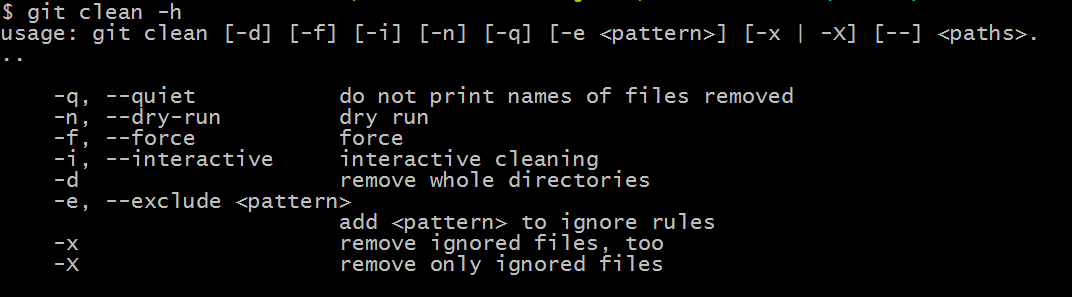 $ git clean -h
usage: git clean [-d] [-f] [-i] [-n] [-q] [-e <pattern>] [-x | -X] [--] <paths>.
..
-q, --quiet do not print names of files removed
-n, --dry-run dry run
-f, --force force
-i, --interactive interactive cleaning
-d remove whole directories
-e, --exclude <pattern>
add <pattern> to ignore rules
-x remove ignored files, too
-X remove only ignored files